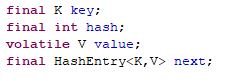 final K key;
final int hash;
volatile V value;
final HashEntry<K,V> next;